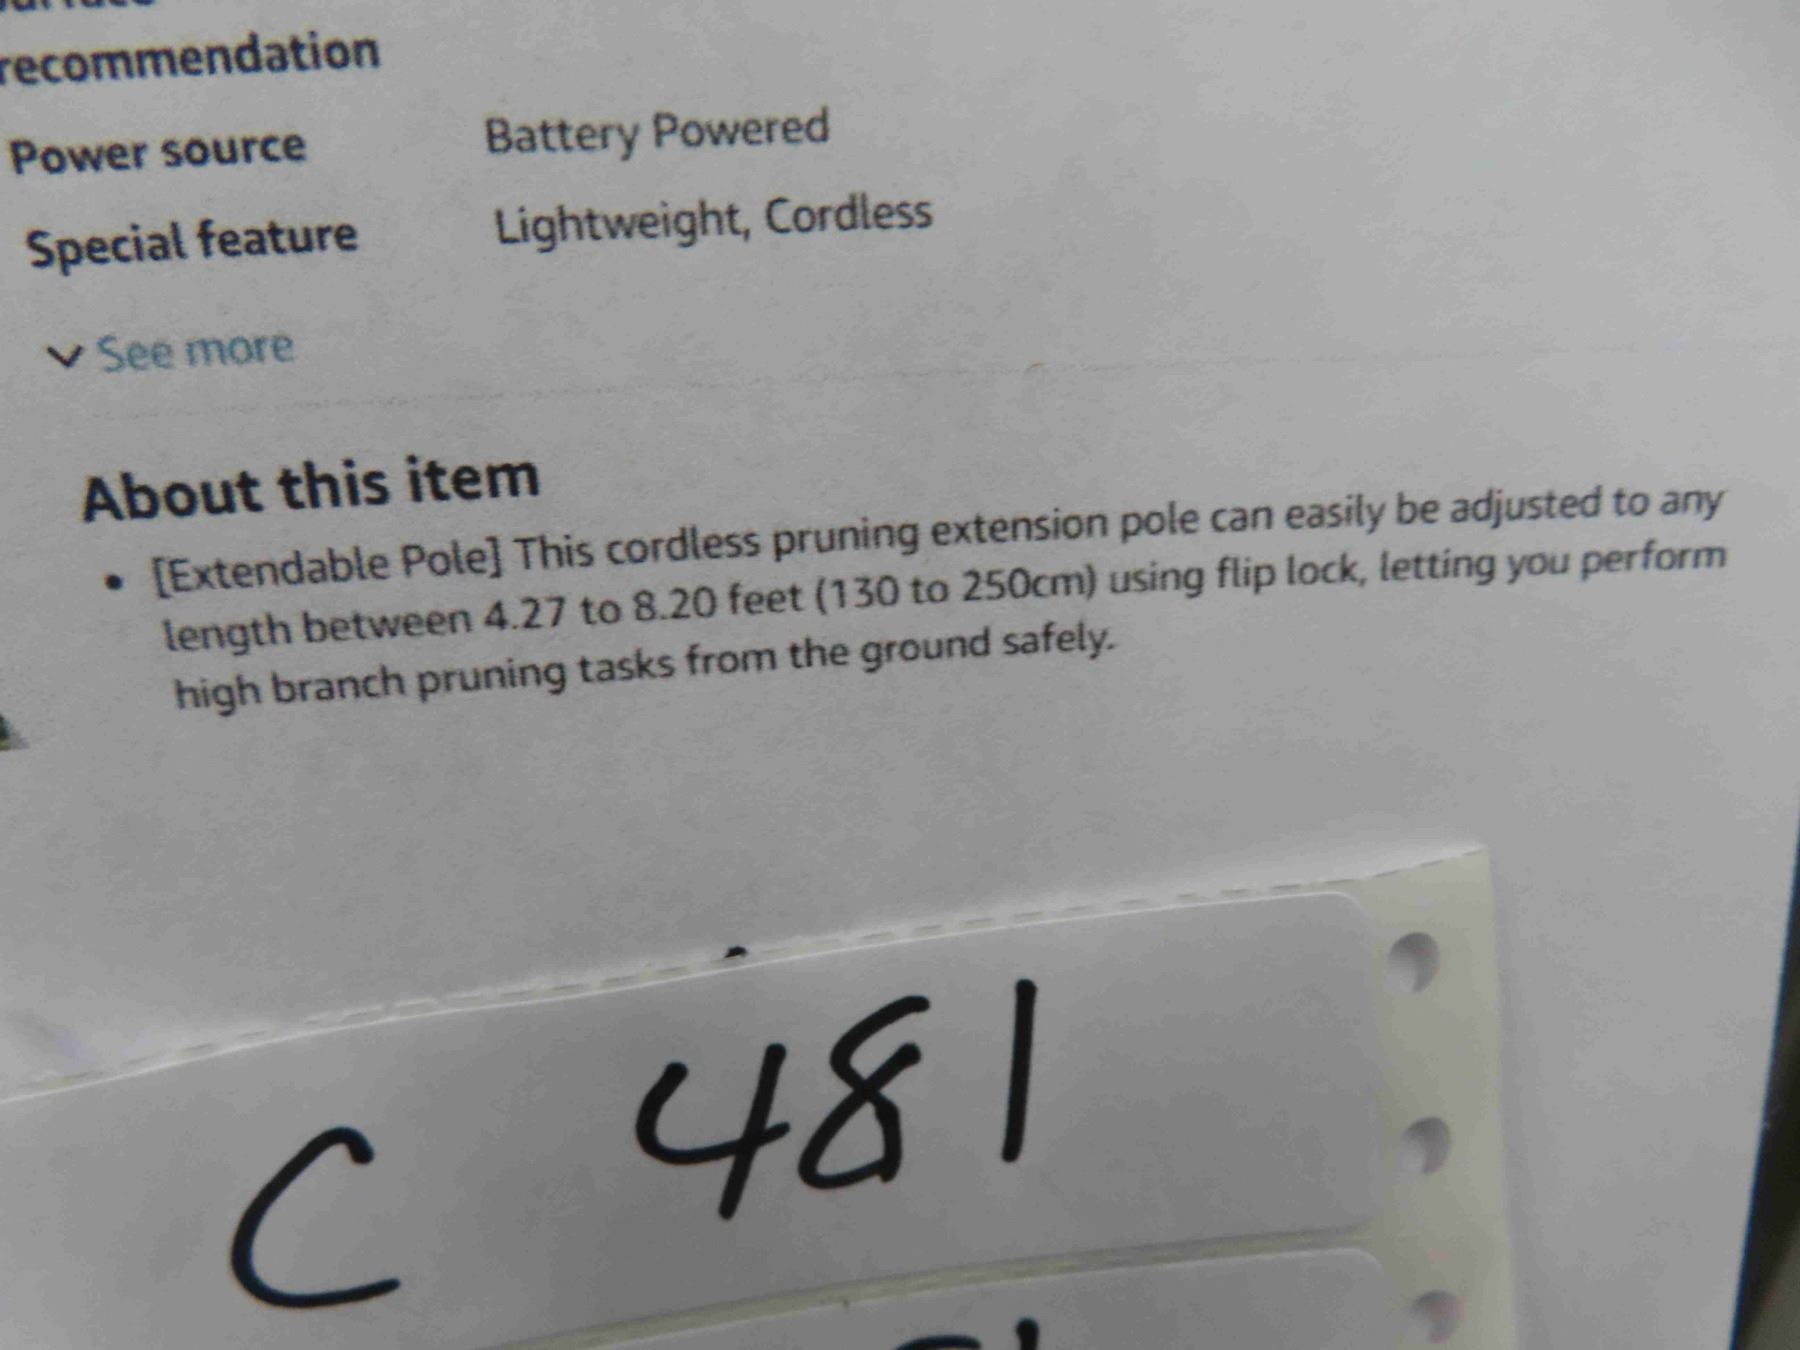 recommendation
Power source Battery Powered
Special feature Lightweight, Cordless
See more
About this item
• [Extendable Pole] This cordless pruning extension pole can easily be adjusted to any
length between 4.27 to 8.20 feet (130 to 250cm) using flip lock, letting you perform
high branch pruning tasks from the ground safely.
C 481